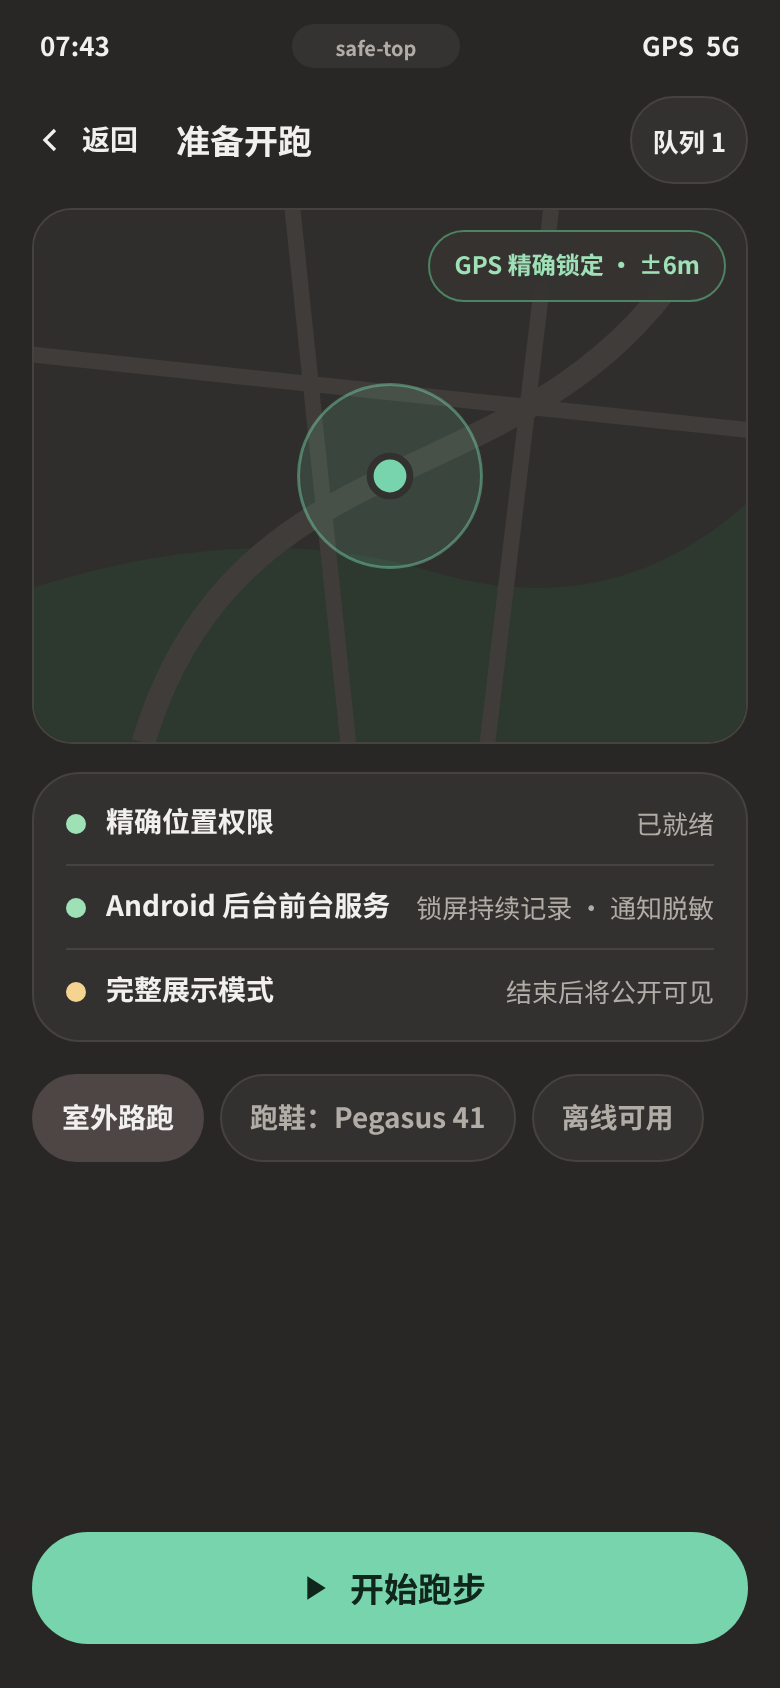 07:43
safe-top
GPS 5G
返回
准备开跑
队列 1
GPS 精确锁定 · ±6m
精确位置权限
已就绪
Android 后台前台服务
锁屏持续记录 · 通知脱敏
完整展示模式
结束后将公开可见
室外路跑
跑鞋：Pegasus 41
离线可用
开始跑步